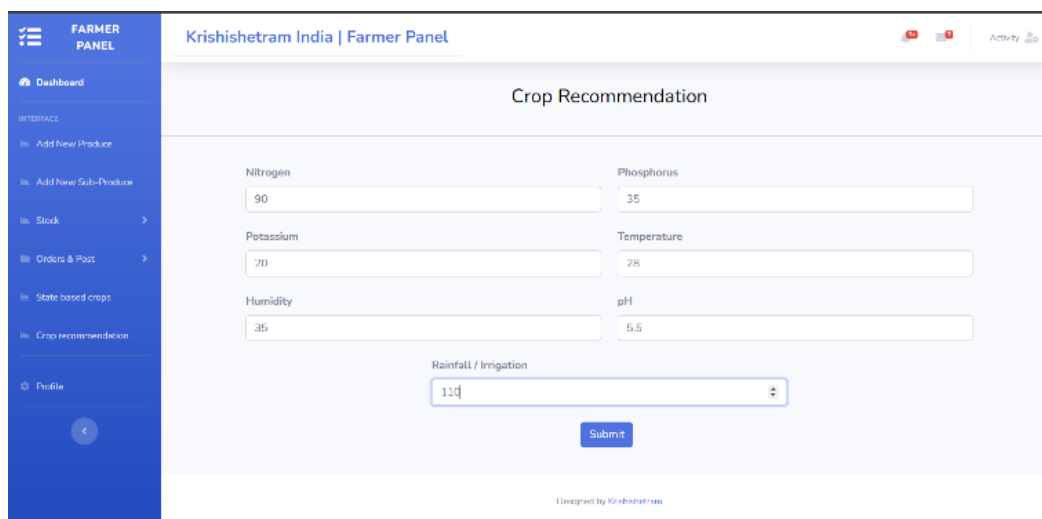 FARMER
PANEL
Krishishetram India | Farmer Panel
Activity
Dashboard
INTERFACE
Add New Produce
Add New Sub-Produce
Stock
Orders & Post
State based crops
Crop recommendation
Profile
Crop Recommendation
Nitrogen
90
Phosphorus
35
Potassium
20
Temperature
28
Humidity
35
pH
5.5
Rainfall / Irrigation
110
Submit
Designed by Krishishetram